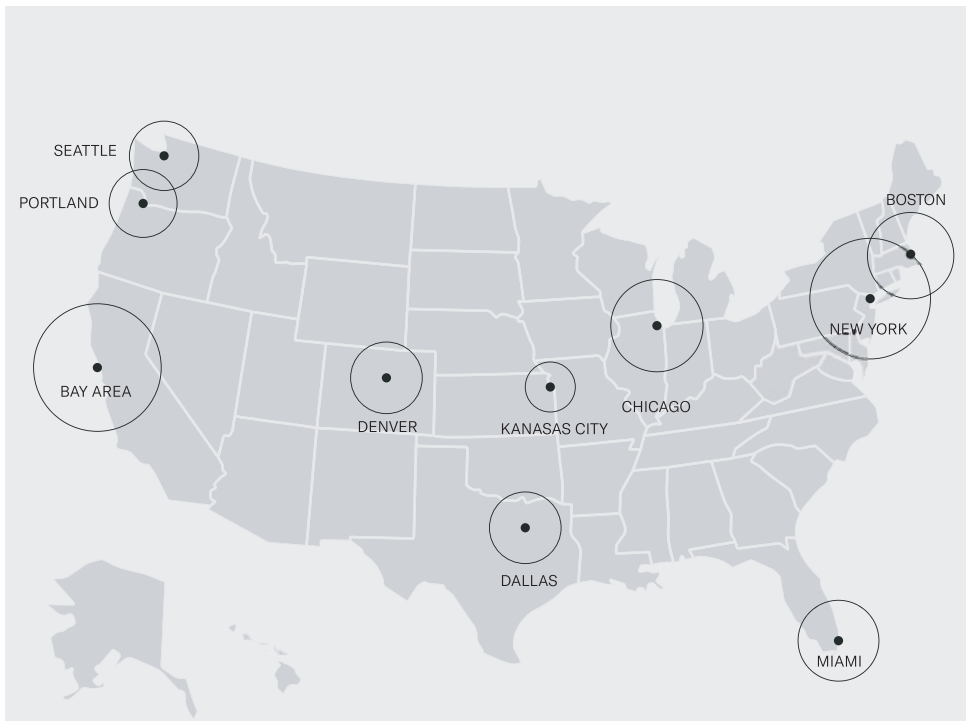 SEATTLE
BOSTON
PORTLAND
NEW YORK
BAY AREA
CHICAGO
DENVER
KANASAS CITY
DALLAS
MIAMI